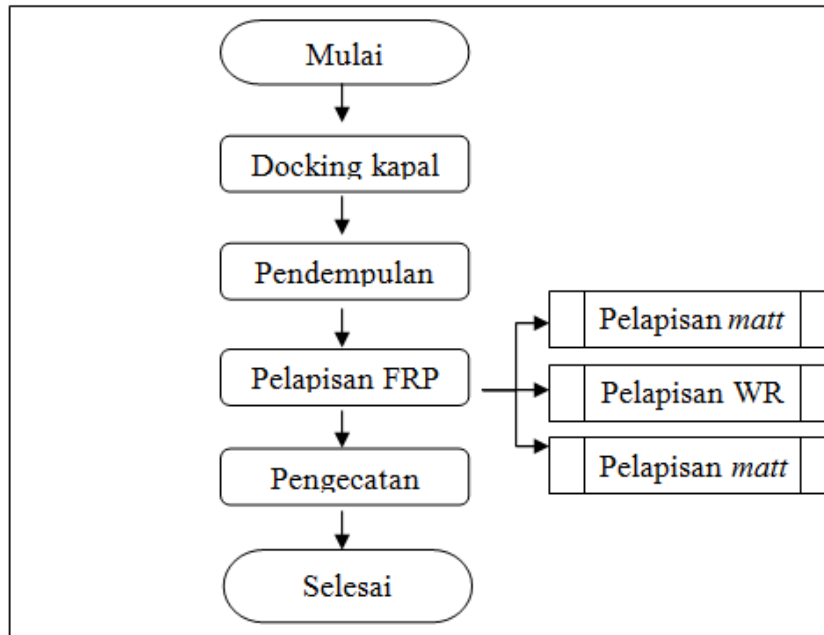 Mulai
Docking kapal
Pendempulan
Pelapisan FRP
Pelapisan matt
Pelapisan WR
Pelapisan matt
Pengecatan
Selesai